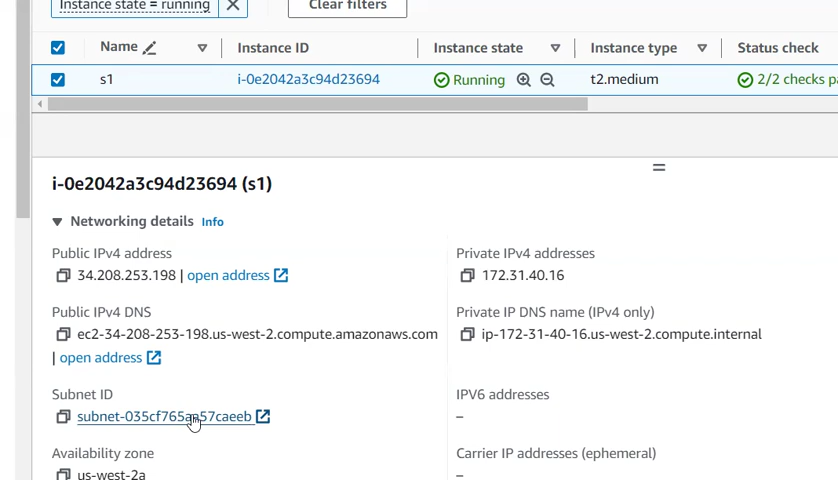 Instance state = running
Clear filters
Name Instance ID Instance state Instance type Status check
s1 i-0e2042a3c94d23694 Running t2.medium 2/2 checks pa
i-0e2042a3c94d23694 (s1)
Networking details Info
Public IPv4 address
34.208.253.198 | open address
Private IPv4 addresses
172.31.40.16
Public IPv4 DNS
ec2-34-208-253-198.us-west-2.compute.amazonaws.com
| open address
Private IP DNS name (IPv4 only)
ip-172-31-40-16.us-west-2.compute.internal
Subnet ID
subnet-035cf765aa57caeeb
IPV6 addresses
–
Availability zone
us-west-2a
Carrier IP addresses (ephemeral)
–